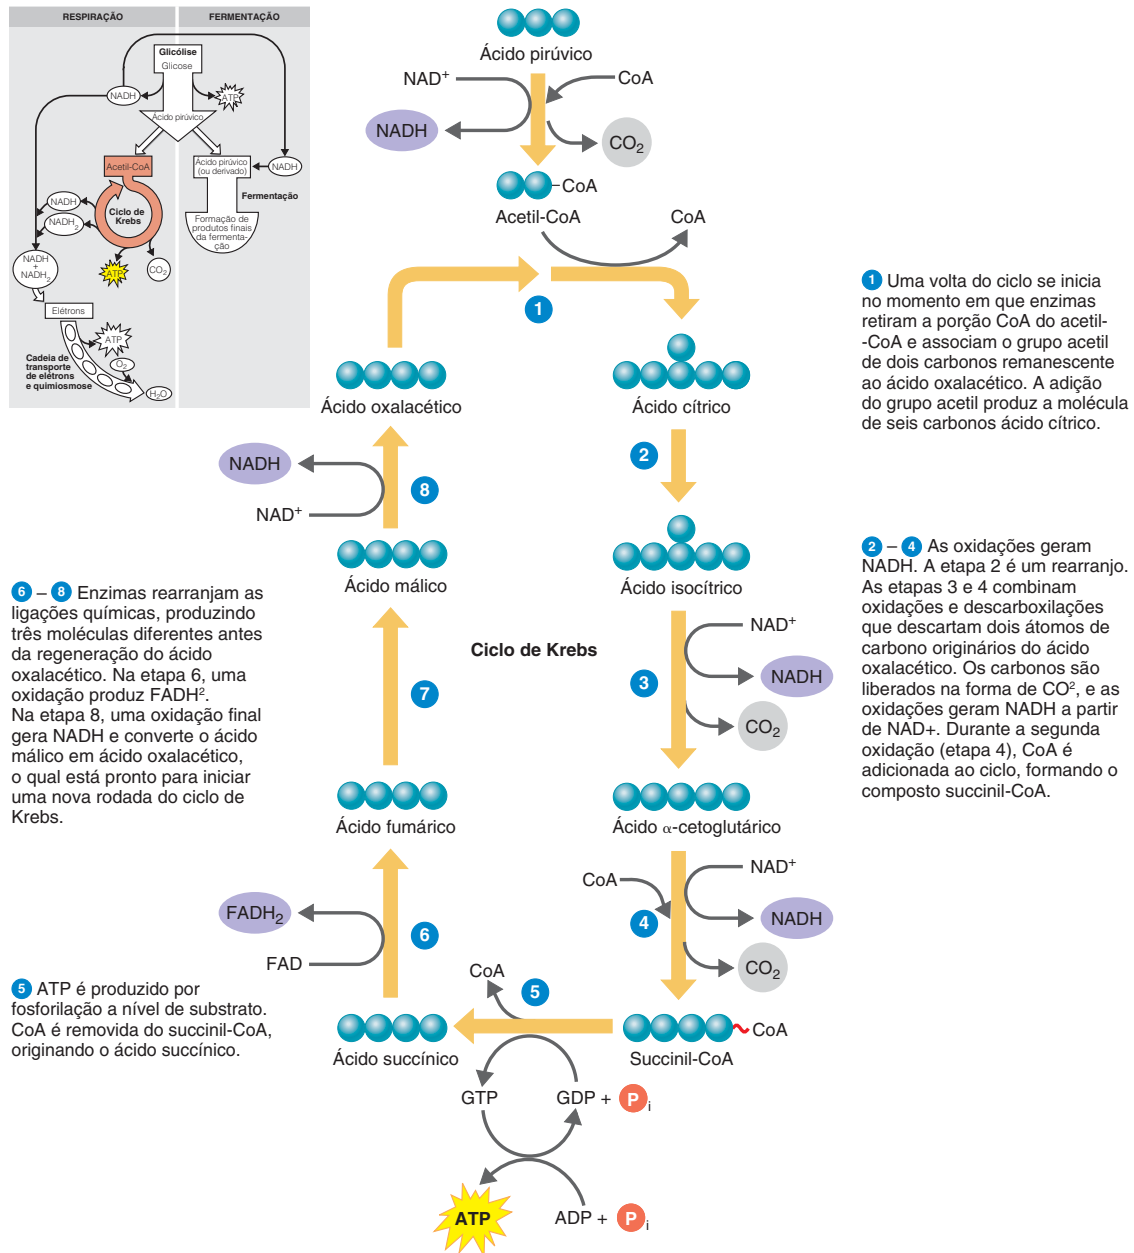 RESPIRAÇÃO
FERMENTAÇÃO
Glicólise
Glicose
NADH
ATP
Ácido pirúvico
Acetil-CoA
Ácido pirúvico
(ou derivado)
NADH
Fermentação
NADH
NADH2
Ciclo de
Krebs
Formação de
produtos finais
da fermenta-
ção
NADH
+
NADH2
ATP
CO2
Elétrons
ATP
Cadeia de
transporte
de elétrons
e quimiosmose
O2
H2O
Ácido pirúvico
NAD+
CoA
NADH
CO2
CoA
Acetil-CoA
CoA
1
Ácido oxalacético
Ácido cítrico
2
NADH
NAD+
8
Ácido málico
Ácido isocítrico
Ciclo de Krebs
NAD+
NADH
3
CO2
7
Ácido fumárico
Ácido α-cetoglutárico
NAD+
CoA
NADH
4
CO2
FADH2
6
FAD
CoA
5
CoA
Ácido succínico
Succinil-CoA
GTP
GDP + Pi
ATP
ADP + Pi
1 Uma volta do ciclo se inicia
no momento em que enzimas
retiram a porção CoA do acetil-
-CoA e associam o grupo acetil
de dois carbonos remanescente
ao ácido oxalacético. A adição
do grupo acetil produz a molécula
de seis carbonos ácido cítrico.
2 – 4 As oxidações geram
NADH. A etapa 2 é um rearranjo.
As etapas 3 e 4 combinam
oxidações e descarboxilações
que descartam dois átomos de
carbono originários do ácido
oxalacético. Os carbonos são
liberados na forma de CO², e as
oxidações geram NADH a partir
de NAD+. Durante a segunda
oxidação (etapa 4), CoA é
adicionada ao ciclo, formando o
composto succinil-CoA.
6 – 8 Enzimas rearranjam as
ligações químicas, produzindo
três moléculas diferentes antes
da regeneração do ácido
oxalacético. Na etapa 6, uma
oxidação produz FADH².
Na etapa 8, uma oxidação final
gera NADH e converte o ácido
málico em ácido oxalacético,
o qual está pronto para iniciar
uma nova rodada do ciclo de
Krebs.
5 ATP é produzido por
fosforilação a nível de substrato.
CoA é removida do succinil-CoA,
originando o ácido succínico.